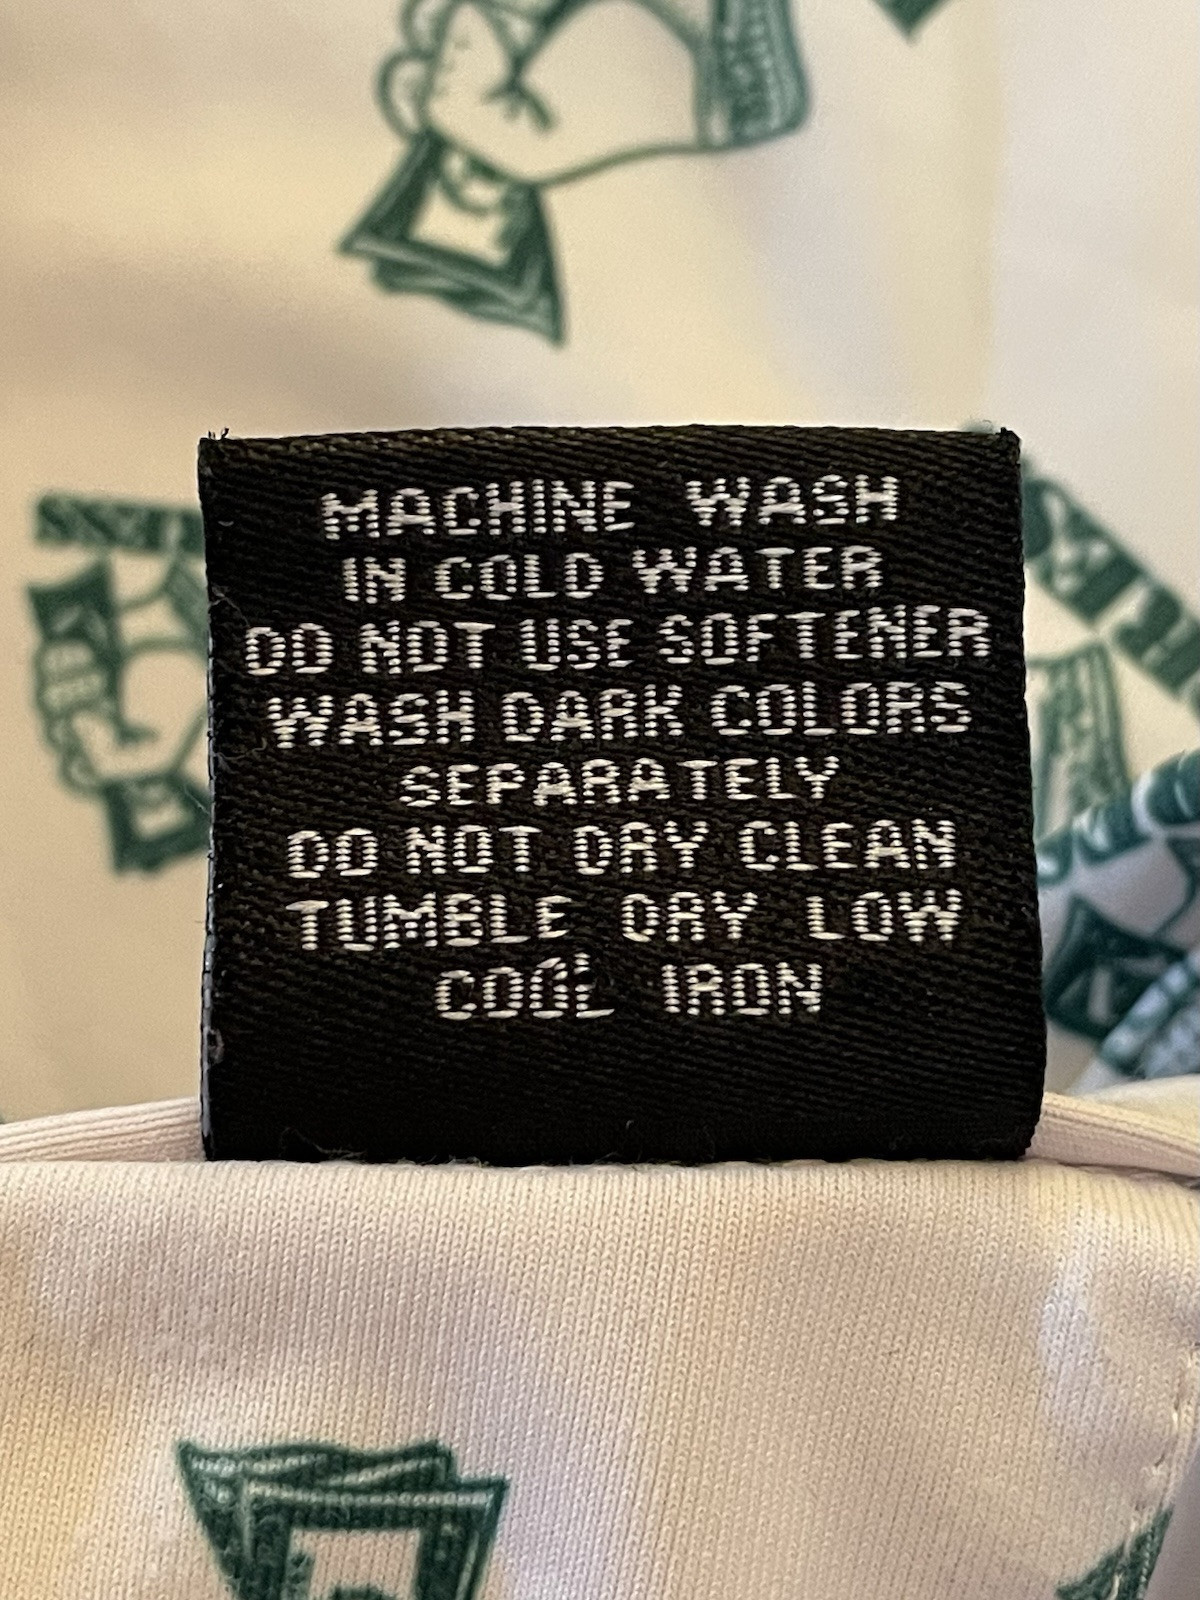 MACHINE WASH
IN COLD WATER
DO NOT USE SOFTENER
WASH DARK COLORS
SEPARATELY
DO NOT DRY CLEAN
TUMBLE DRY LOW
COOL IRON